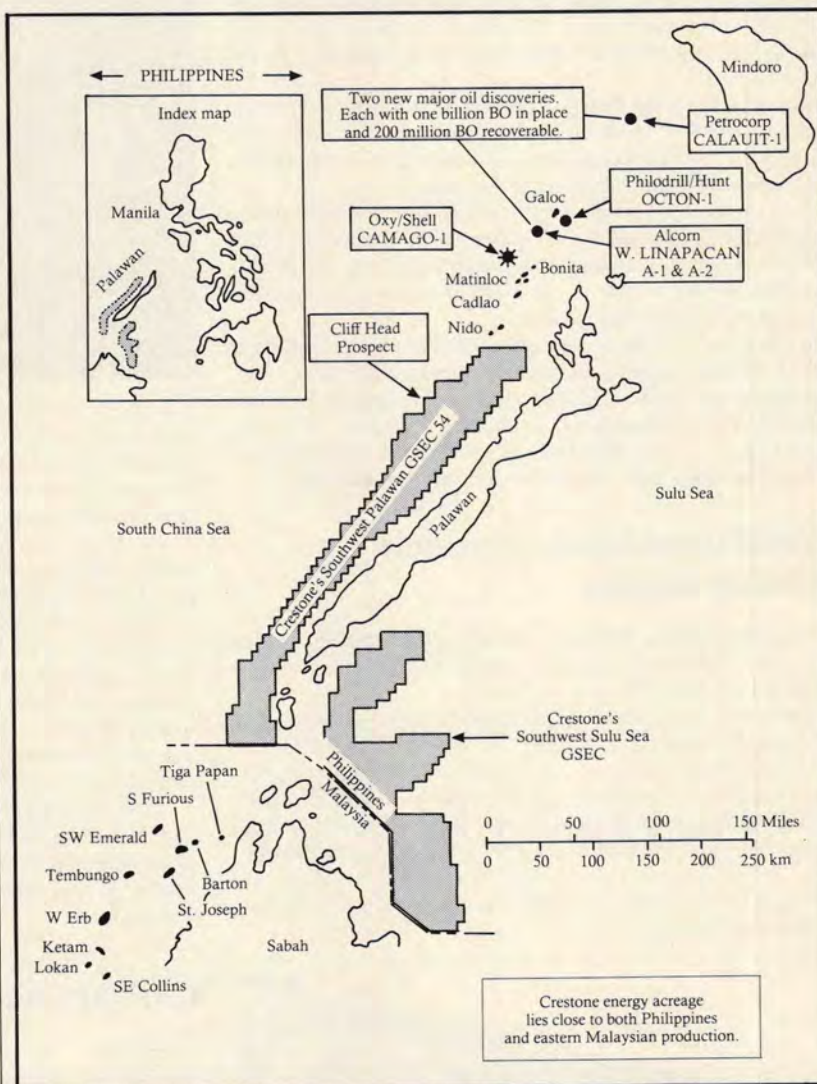 PHILIPPINES
Index map
Manila
Palawan
Mindoro
Two new major oil discoveries.
Each with one billion BO in place
and 200 million BO recoverable.
Petrocorp
CALAUIT-1
Philodrill/Hunt
OCTON-1
Galoc
Oxy/Shell
CAMAGO-1
Alcorn
W. LINAPACAN
A-1 & A-2
Bonita
Matinloc
Cadlao
Nido
Cliff Head
Prospect
Crestone's Southwest Palawan GSEC 54
Palawan
Sulu Sea
South China Sea
Crestone's
Southwest Sulu Sea
GSEC
Philippines
Malaysia
Tiga Papan
S Furious
SW Emerald
Tembungo
Barton
St. Joseph
W Erb
Ketam
Lokan
SE Collins
Sabah
0 50 100 150 Miles
0 50 100 150 200 250 km
Crestone energy acreage
lies close to both Philippines
and eastern Malaysian production.